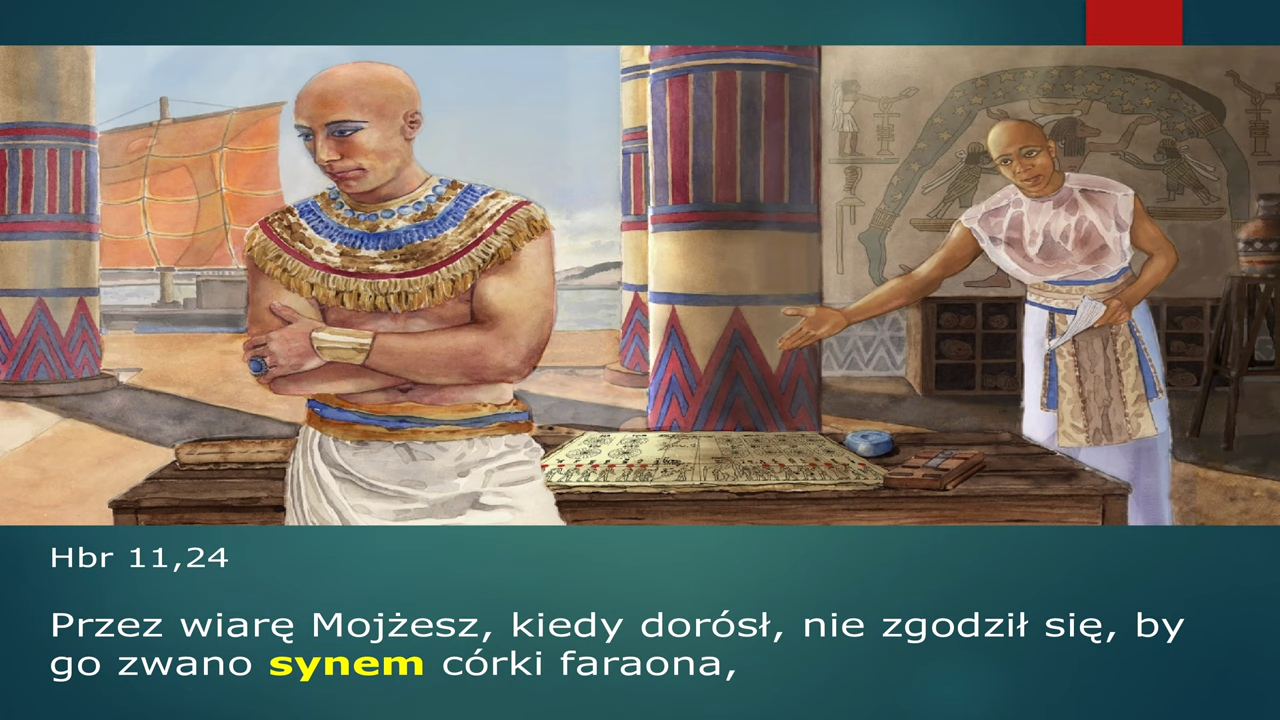 Hbr 11,24
Przez wiarę Mojżesz, kiedy dorósł, nie zgodził się, by
go zwano synem córki faraona,